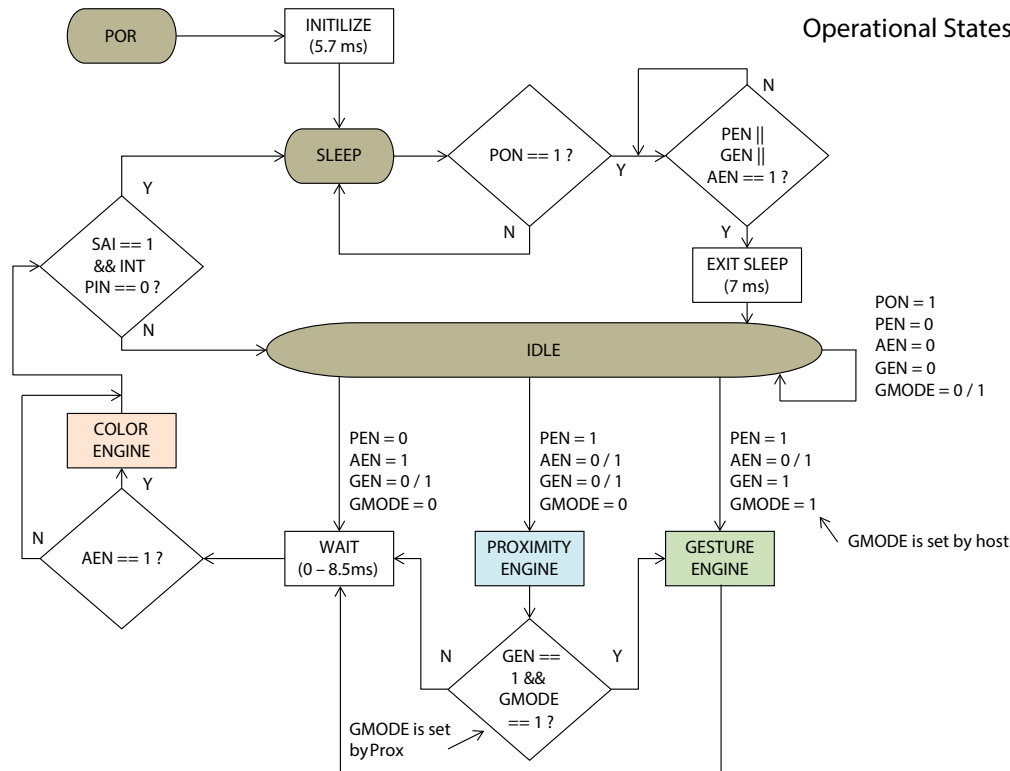 Operational States
POR
INITILIZE
(5.7 ms)
SLEEP
PON == 1 ?
Y
N
N
PEN ||
GEN ||
AEN == 1 ?
Y
EXIT SLEEP
(7 ms)
Y
SAI == 1
&& INT
PIN == 0 ?
N
IDLE
PON = 1
PEN = 0
AEN = 0
GEN = 0
GMODE = 0 / 1
PEN = 0
AEN = 1
GEN = 0 / 1
GMODE = 0
PEN = 1
AEN = 0 / 1
GEN = 0 / 1
GMODE = 0
PEN = 1
AEN = 0 / 1
GEN = 1
GMODE = 1
GMODE is set by host
COLOR
ENGINE
Y
N
AEN == 1 ?
WAIT
(0 – 8.5ms)
PROXIMITY
ENGINE
GESTURE
ENGINE
N
GEN ==
1 &&
GMODE
== 1 ?
Y
GMODE is set
by Prox